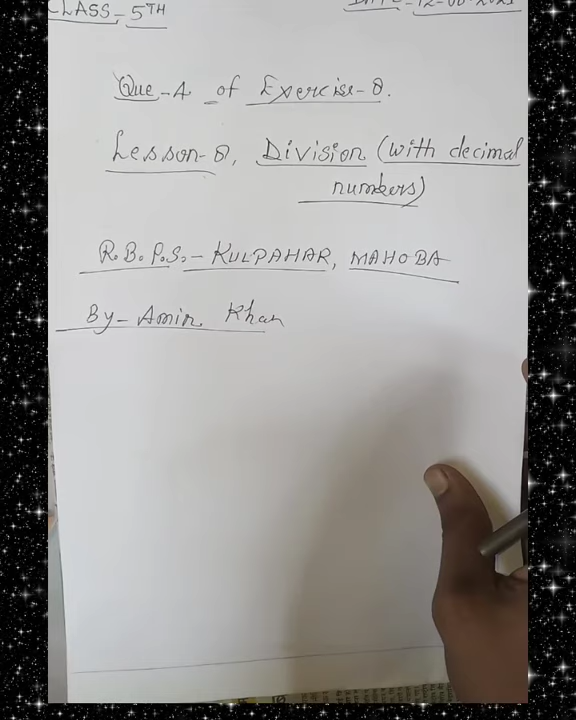 CLASS - 5TH
Que-4 of Exercise-8.
Lesson-8, Division (with decimal
numbers)
R.B.P.S. - KULPAHAR, MAHOBA
By - Amin Khan